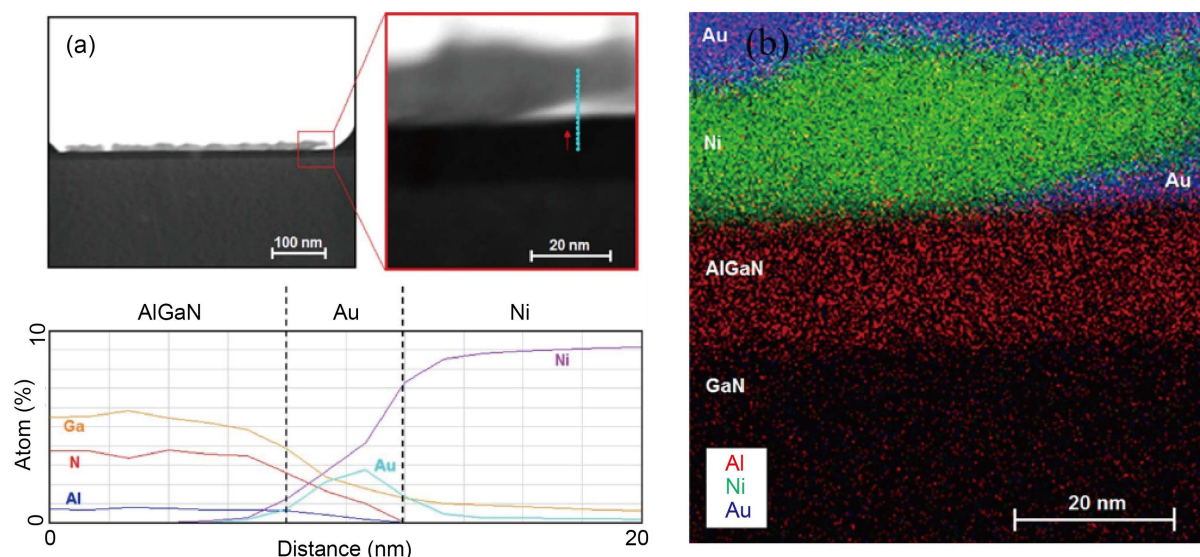 (a)
100 nm
20 nm
AlGaN Au Ni
10
Atom (%)
0
Ni
Ga
N
Au
Al
0 Distance (nm) 20
Au (b)
Ni
Au
AlGaN
GaN
Al
Ni
Au
20 nm